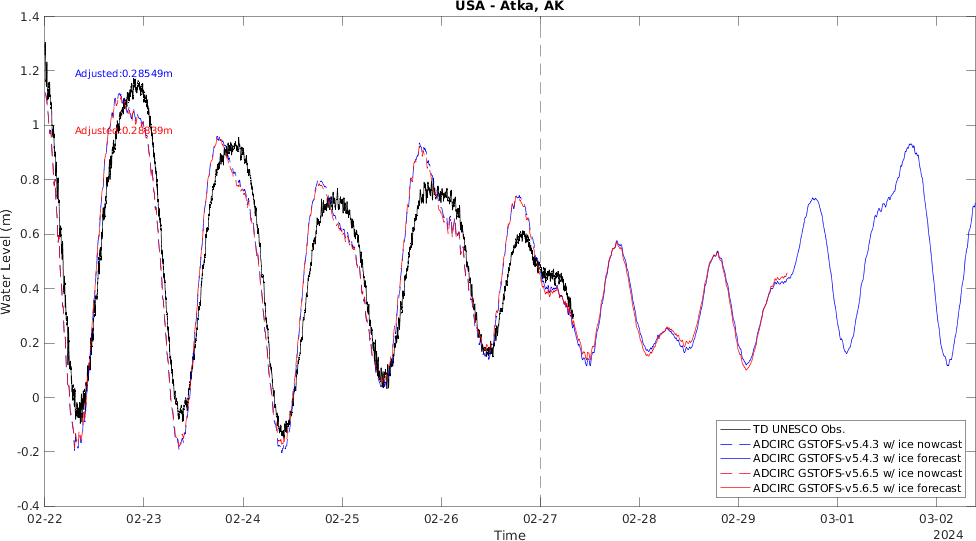 USA - Atka, AK
Water Level (m)
1.4
1.2
1
0.8
0.6
0.4
0.2
0
-0.2
-0.4
Adjusted:0.28549m
Adjusted:0.28839m
TD UNESCO Obs.
ADCIRC GSTOFS-v5.4.3 w/ ice nowcast
ADCIRC GSTOFS-v5.4.3 w/ ice forecast
ADCIRC GSTOFS-v5.6.5 w/ ice nowcast
ADCIRC GSTOFS-v5.6.5 w/ ice forecast
02-22 02-23 02-24 02-25 02-26 02-27 02-28 02-29 03-01 03-02
Time
2024